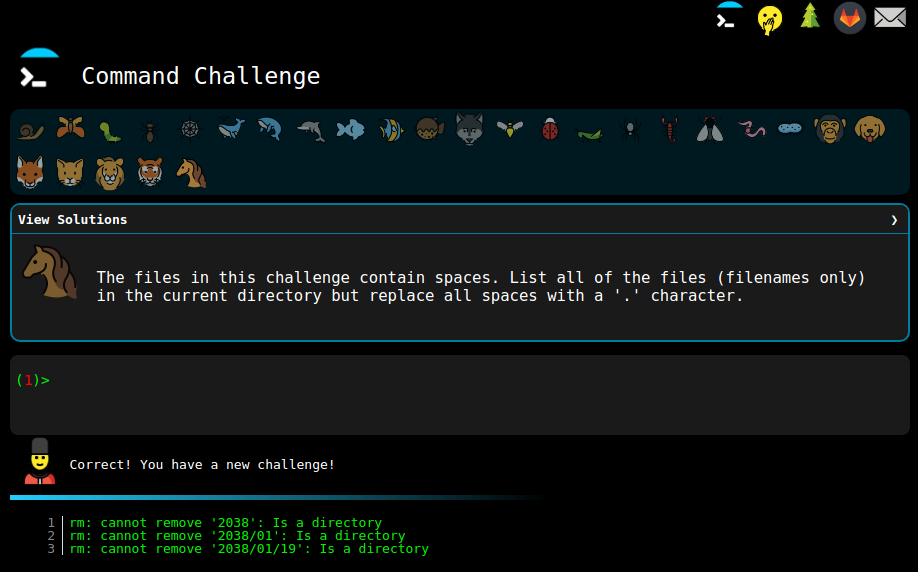 Command Challenge
View Solutions ❯
The files in this challenge contain spaces. List all of the files (filenames only)
in the current directory but replace all spaces with a '.' character.
(1)>
Correct! You have a new challenge!
1 rm: cannot remove '2038': Is a directory
2 rm: cannot remove '2038/01': Is a directory
3 rm: cannot remove '2038/01/19': Is a directory